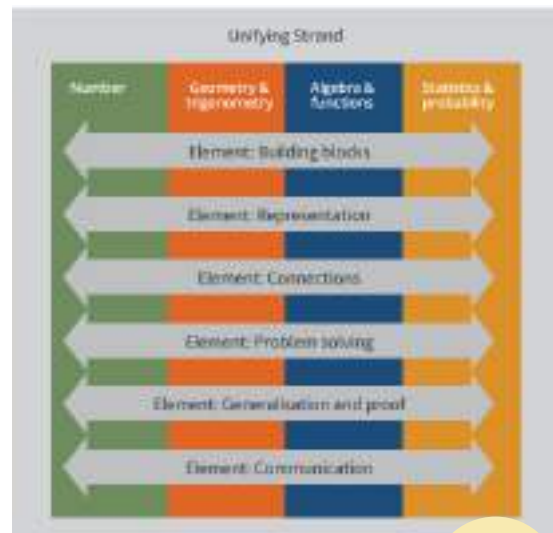 Unifying Strand
Number
Geometry &
trigonometry
Algebra &
functions
Statistics &
probability
Element: Building blocks
Element: Representation
Element: Connections
Element: Problem solving
Element: Generalisation and proof
Element: Communication